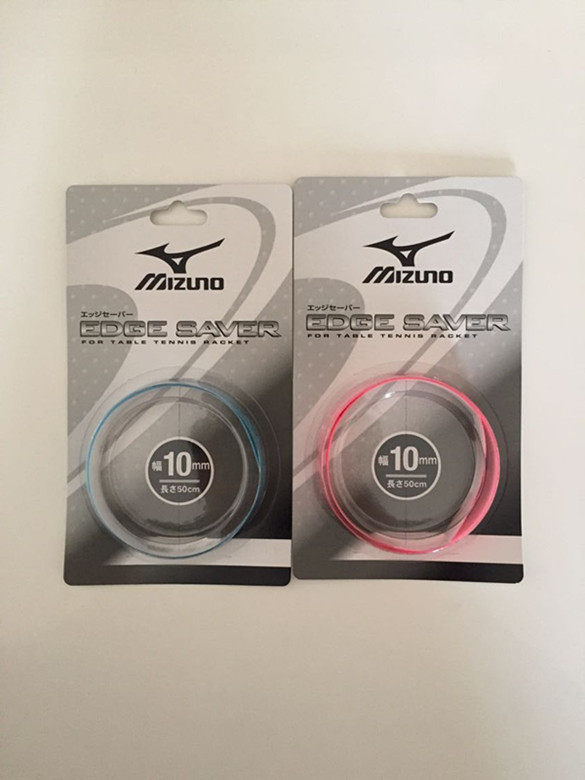 MIZUNO
エッジセーバー
EDGE SAVER
FOR TABLE TENNIS RACKET
幅10mm
長さ50cm
MIZUNO
エッジセーバー
EDGE SAVER
FOR TABLE TENNIS RACKET
幅10mm
長さ50cm